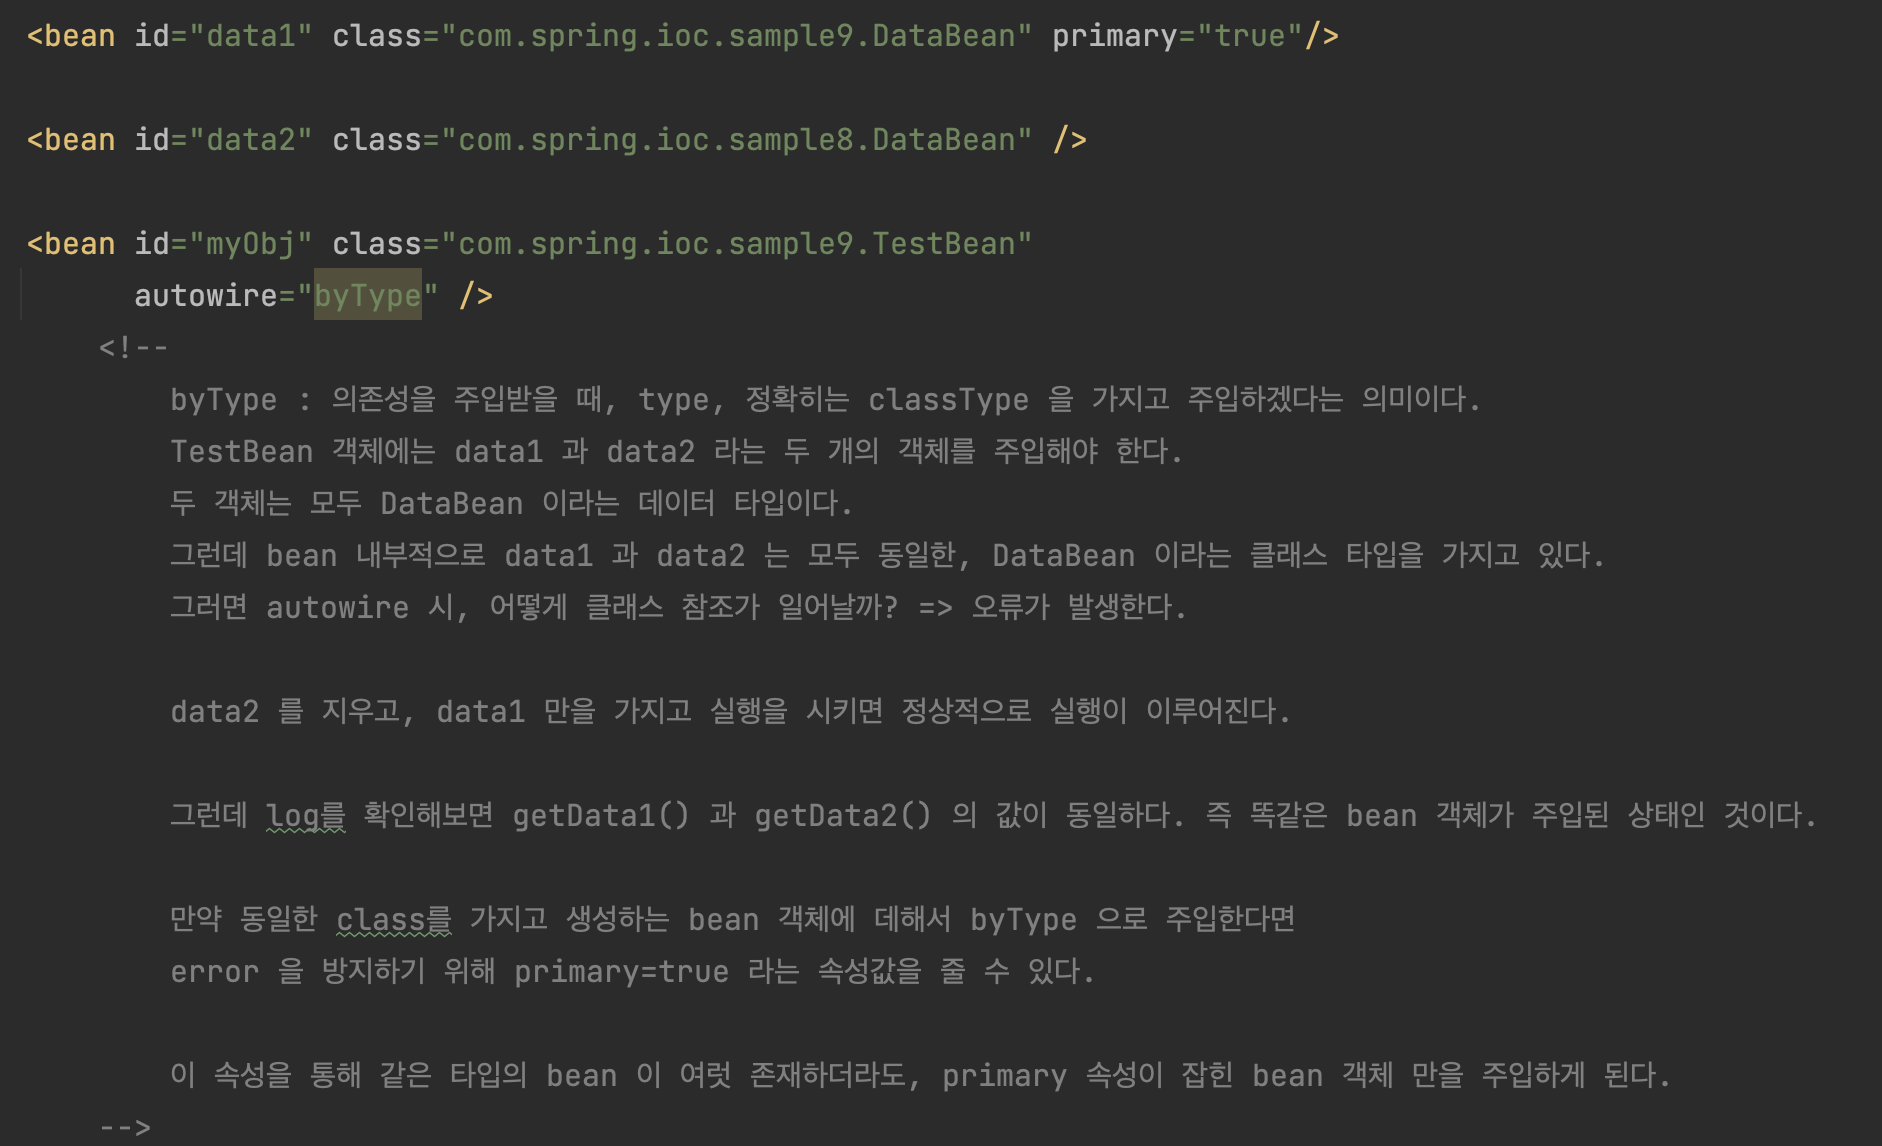 <bean id="data1" class="com.spring.ioc.sample9.DataBean" primary="true"/>
<bean id="data2" class="com.spring.ioc.sample8.DataBean" />
<bean id="myObj" class="com.spring.ioc.sample9.TestBean"
autowire="byType" />
<!--
byType : 의존성을 주입받을 때, type, 정확히는 classType 을 가지고 주입하겠다는 의미이다.
TestBean 객체에는 data1 과 data2 라는 두 개의 객체를 주입해야 한다.
두 객체는 모두 DataBean 이라는 데이터 타입이다.
그런데 bean 내부적으로 data1 과 data2 는 모두 동일한, DataBean 이라는 클래스 타입을 가지고 있다.
그러면 autowire 시, 어떻게 클래스 참조가 일어날까? => 오류가 발생한다.
data2 를 지우고, data1 만을 가지고 실행을 시키면 정상적으로 실행이 이루어진다.
그런데 log를 확인해보면 getData1() 과 getData2() 의 값이 동일하다. 즉 똑같은 bean 객체가 주입된 상태인 것이다.
만약 동일한 class를 가지고 생성하는 bean 객체에 데해서 byType 으로 주입한다면
error 을 방지하기 위해 primary=true 라는 속성값을 줄 수 있다.
이 속성을 통해 같은 타입의 bean 이 여럿 존재하더라도, primary 속성이 잡힌 bean 객체 만을 주입하게 된다.
-->